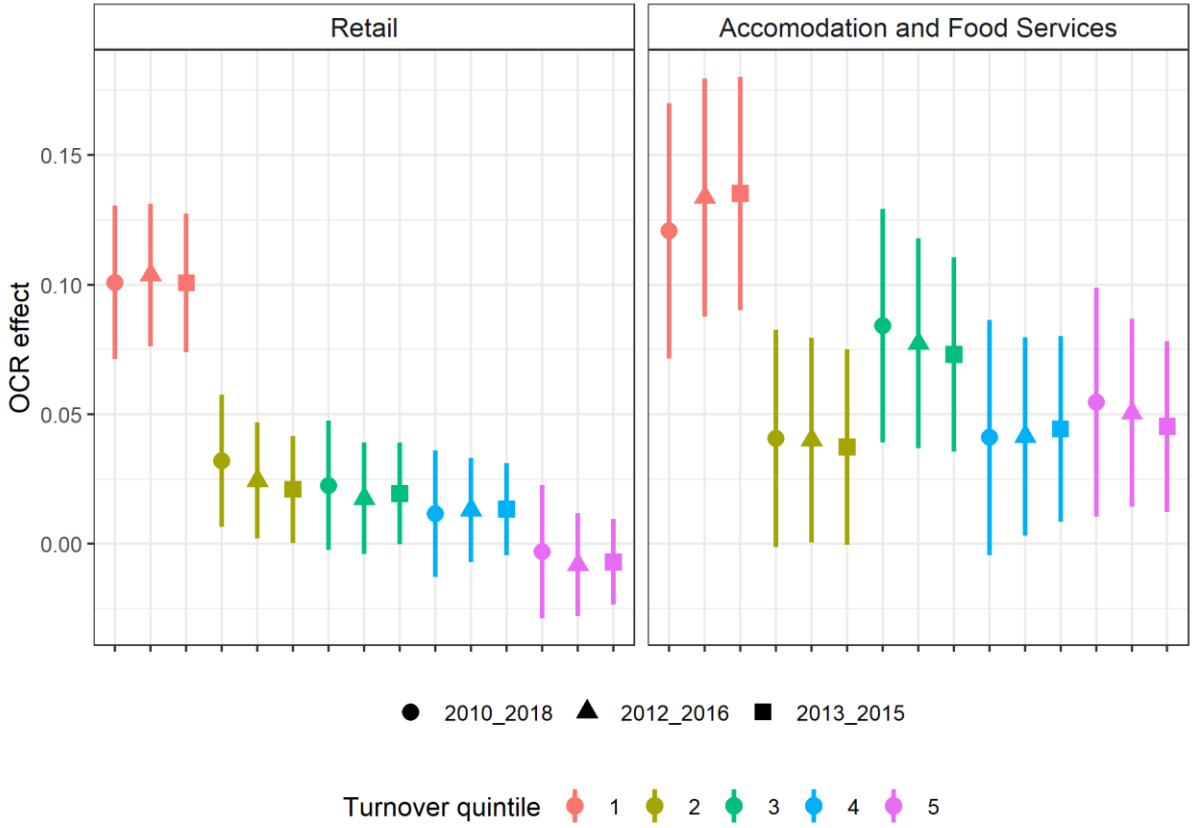 Retail
Accomodation and Food Services
OCR effect
0.15
0.10
0.05
0.00
2010_2018 2012_2016 2013_2015
Turnover quintile 1 2 3 4 5